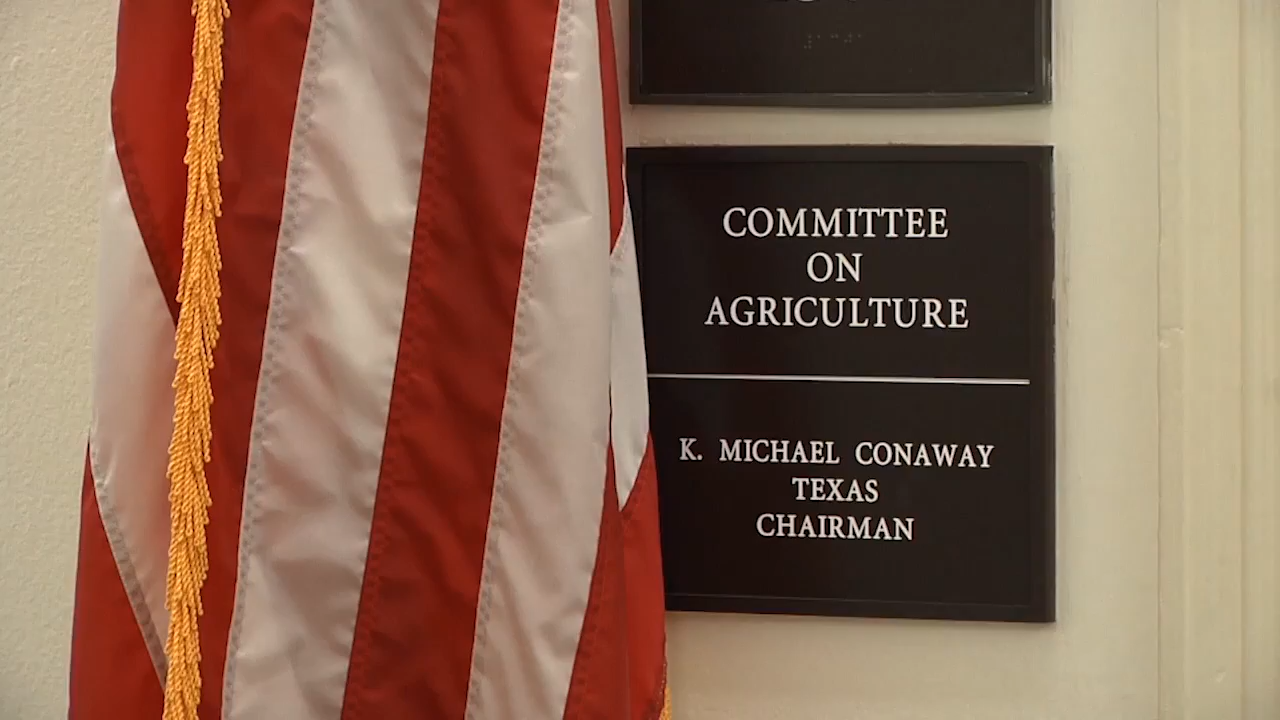 COMMITTEE
ON
AGRICULTURE
K. MICHAEL CONAWAY
TEXAS
CHAIRMAN